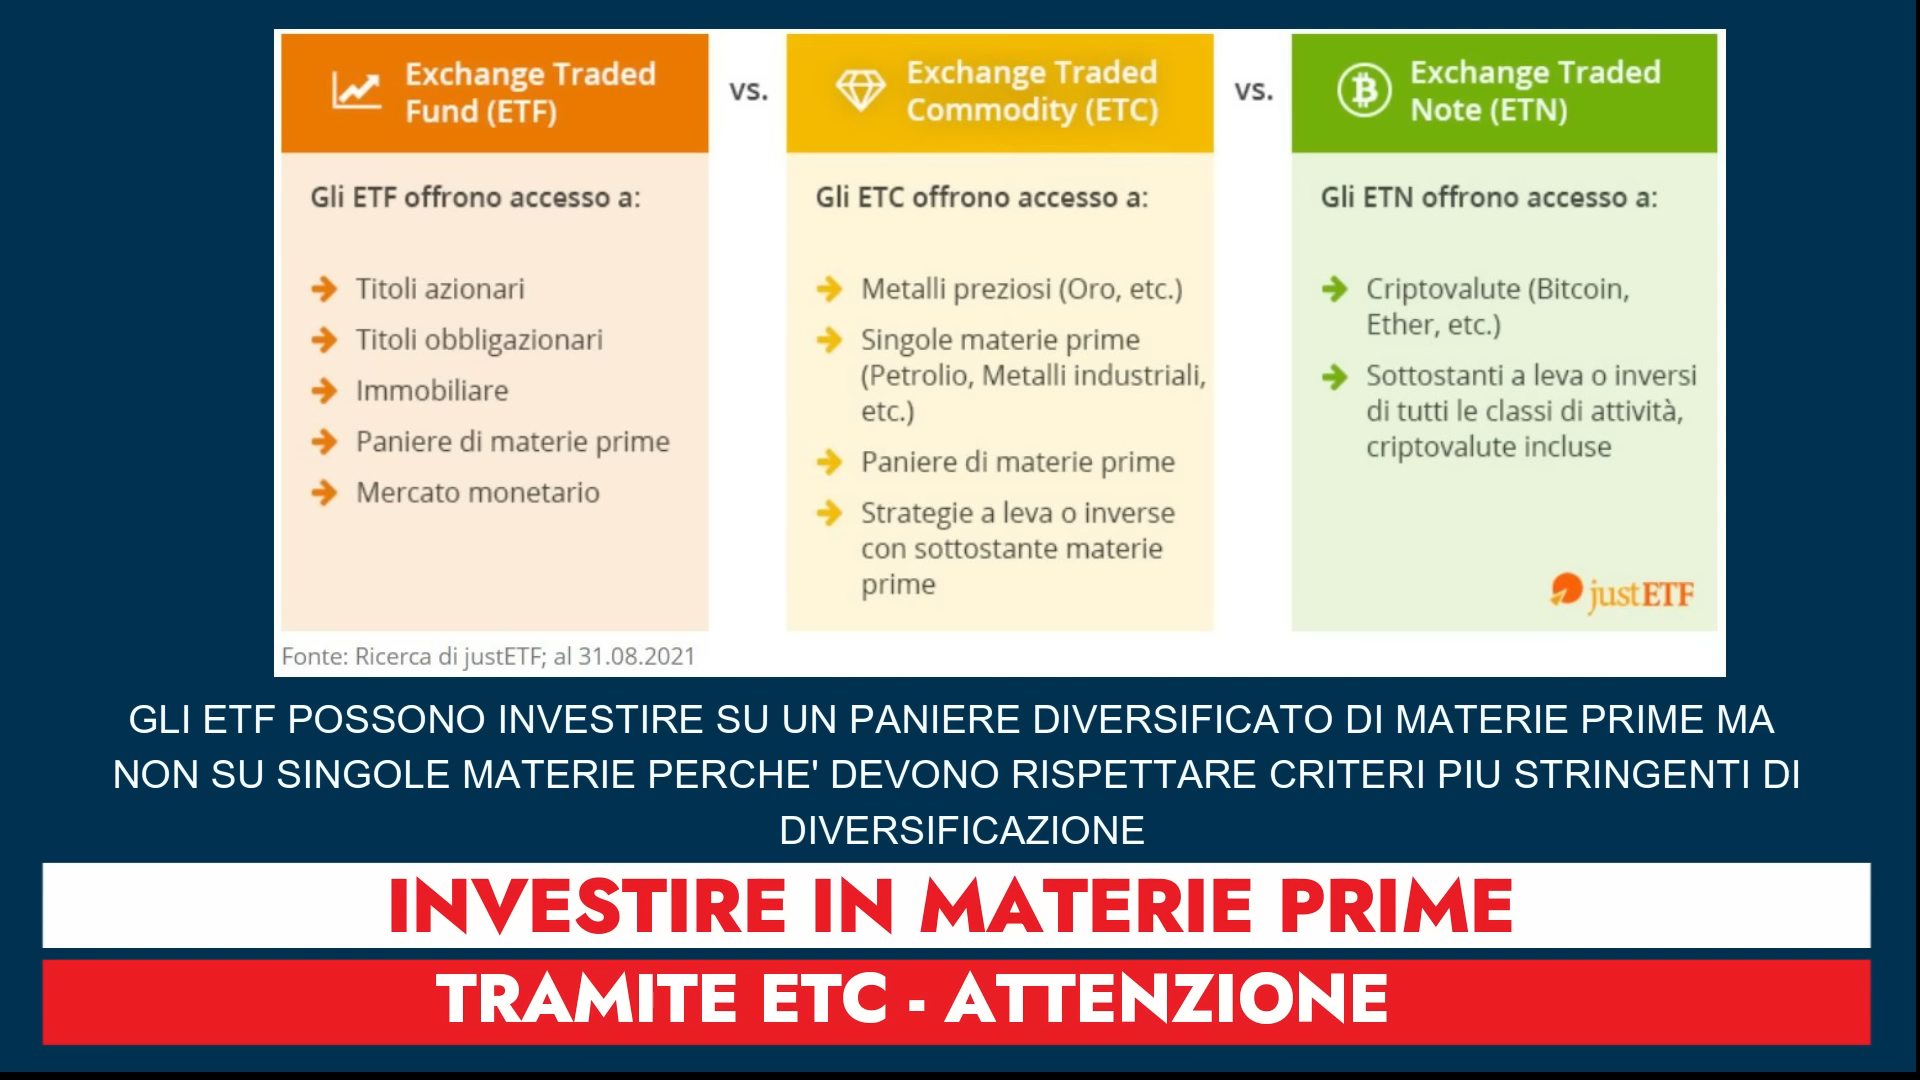 Exchange Traded
Fund (ETF)
Gli ETF offrono accesso a:
Titoli azionari
Titoli obbligazionari
Immobiliare
Paniere di materie prime
Mercato monetario
vs.
Exchange Traded
Commodity (ETC)
Gli ETC offrono accesso a:
Metalli preziosi (Oro, etc.)
Singole materie prime
(Petrolio, Metalli industriali,
etc.)
Paniere di materie prime
Strategie a leva o inverse
con sottostante materie
prime
vs.
Exchange Traded
Note (ETN)
Gli ETN offrono accesso a:
Criptovalute (Bitcoin,
Ether, etc.)
Sottostanti a leva o inversi
di tutti le classi di attività,
criptovalute incluse
justETF
Fonte: Ricerca di justETF; al 31.08.2021
GLI ETF POSSONO INVESTIRE SU UN PANIERE DIVERSIFICATO DI MATERIE PRIME MA
NON SU SINGOLE MATERIE PERCHE' DEVONO RISPETTARE CRITERI PIU STRINGENTI DI
DIVERSIFICAZIONE
INVESTIRE IN MATERIE PRIME
TRAMITE ETC - ATTENZIONE